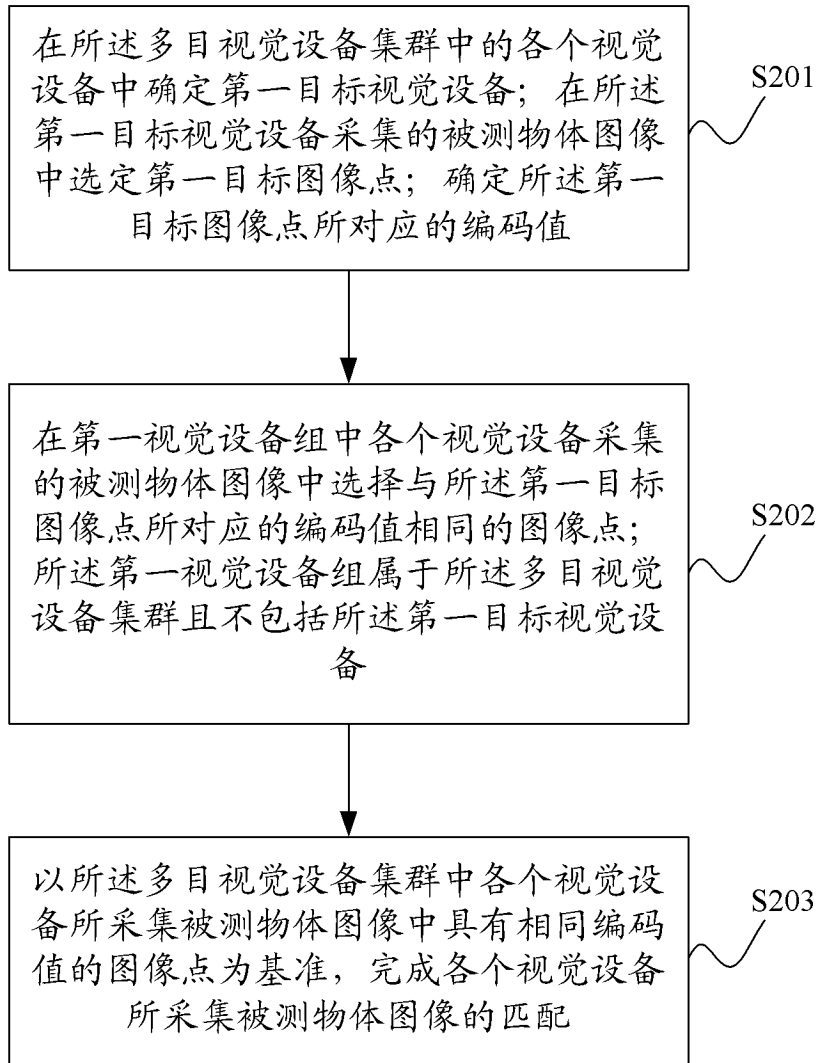 在所述多目视觉设备集群中的各个视觉
设备中确定第一目标视觉设备；在所述
第一目标视觉设备采集的被测物体图像
中选定第一目标图像点；确定所述第一
目标图像点所对应的编码值
S201
在第一视觉设备组中各个视觉设备采集
的被测物体图像中选择与所述第一目标
图像点所对应的编码值相同的图像点；
所述第一视觉设备组属于所述多目视觉
设备集群且不包括所述第一目标视觉设
备
S202
以所述多目视觉设备集群中各个视觉设
备所采集被测物体图像中具有相同编码
值的图像点为基准，完成各个视觉设备
所采集被测物体图像的匹配
S203